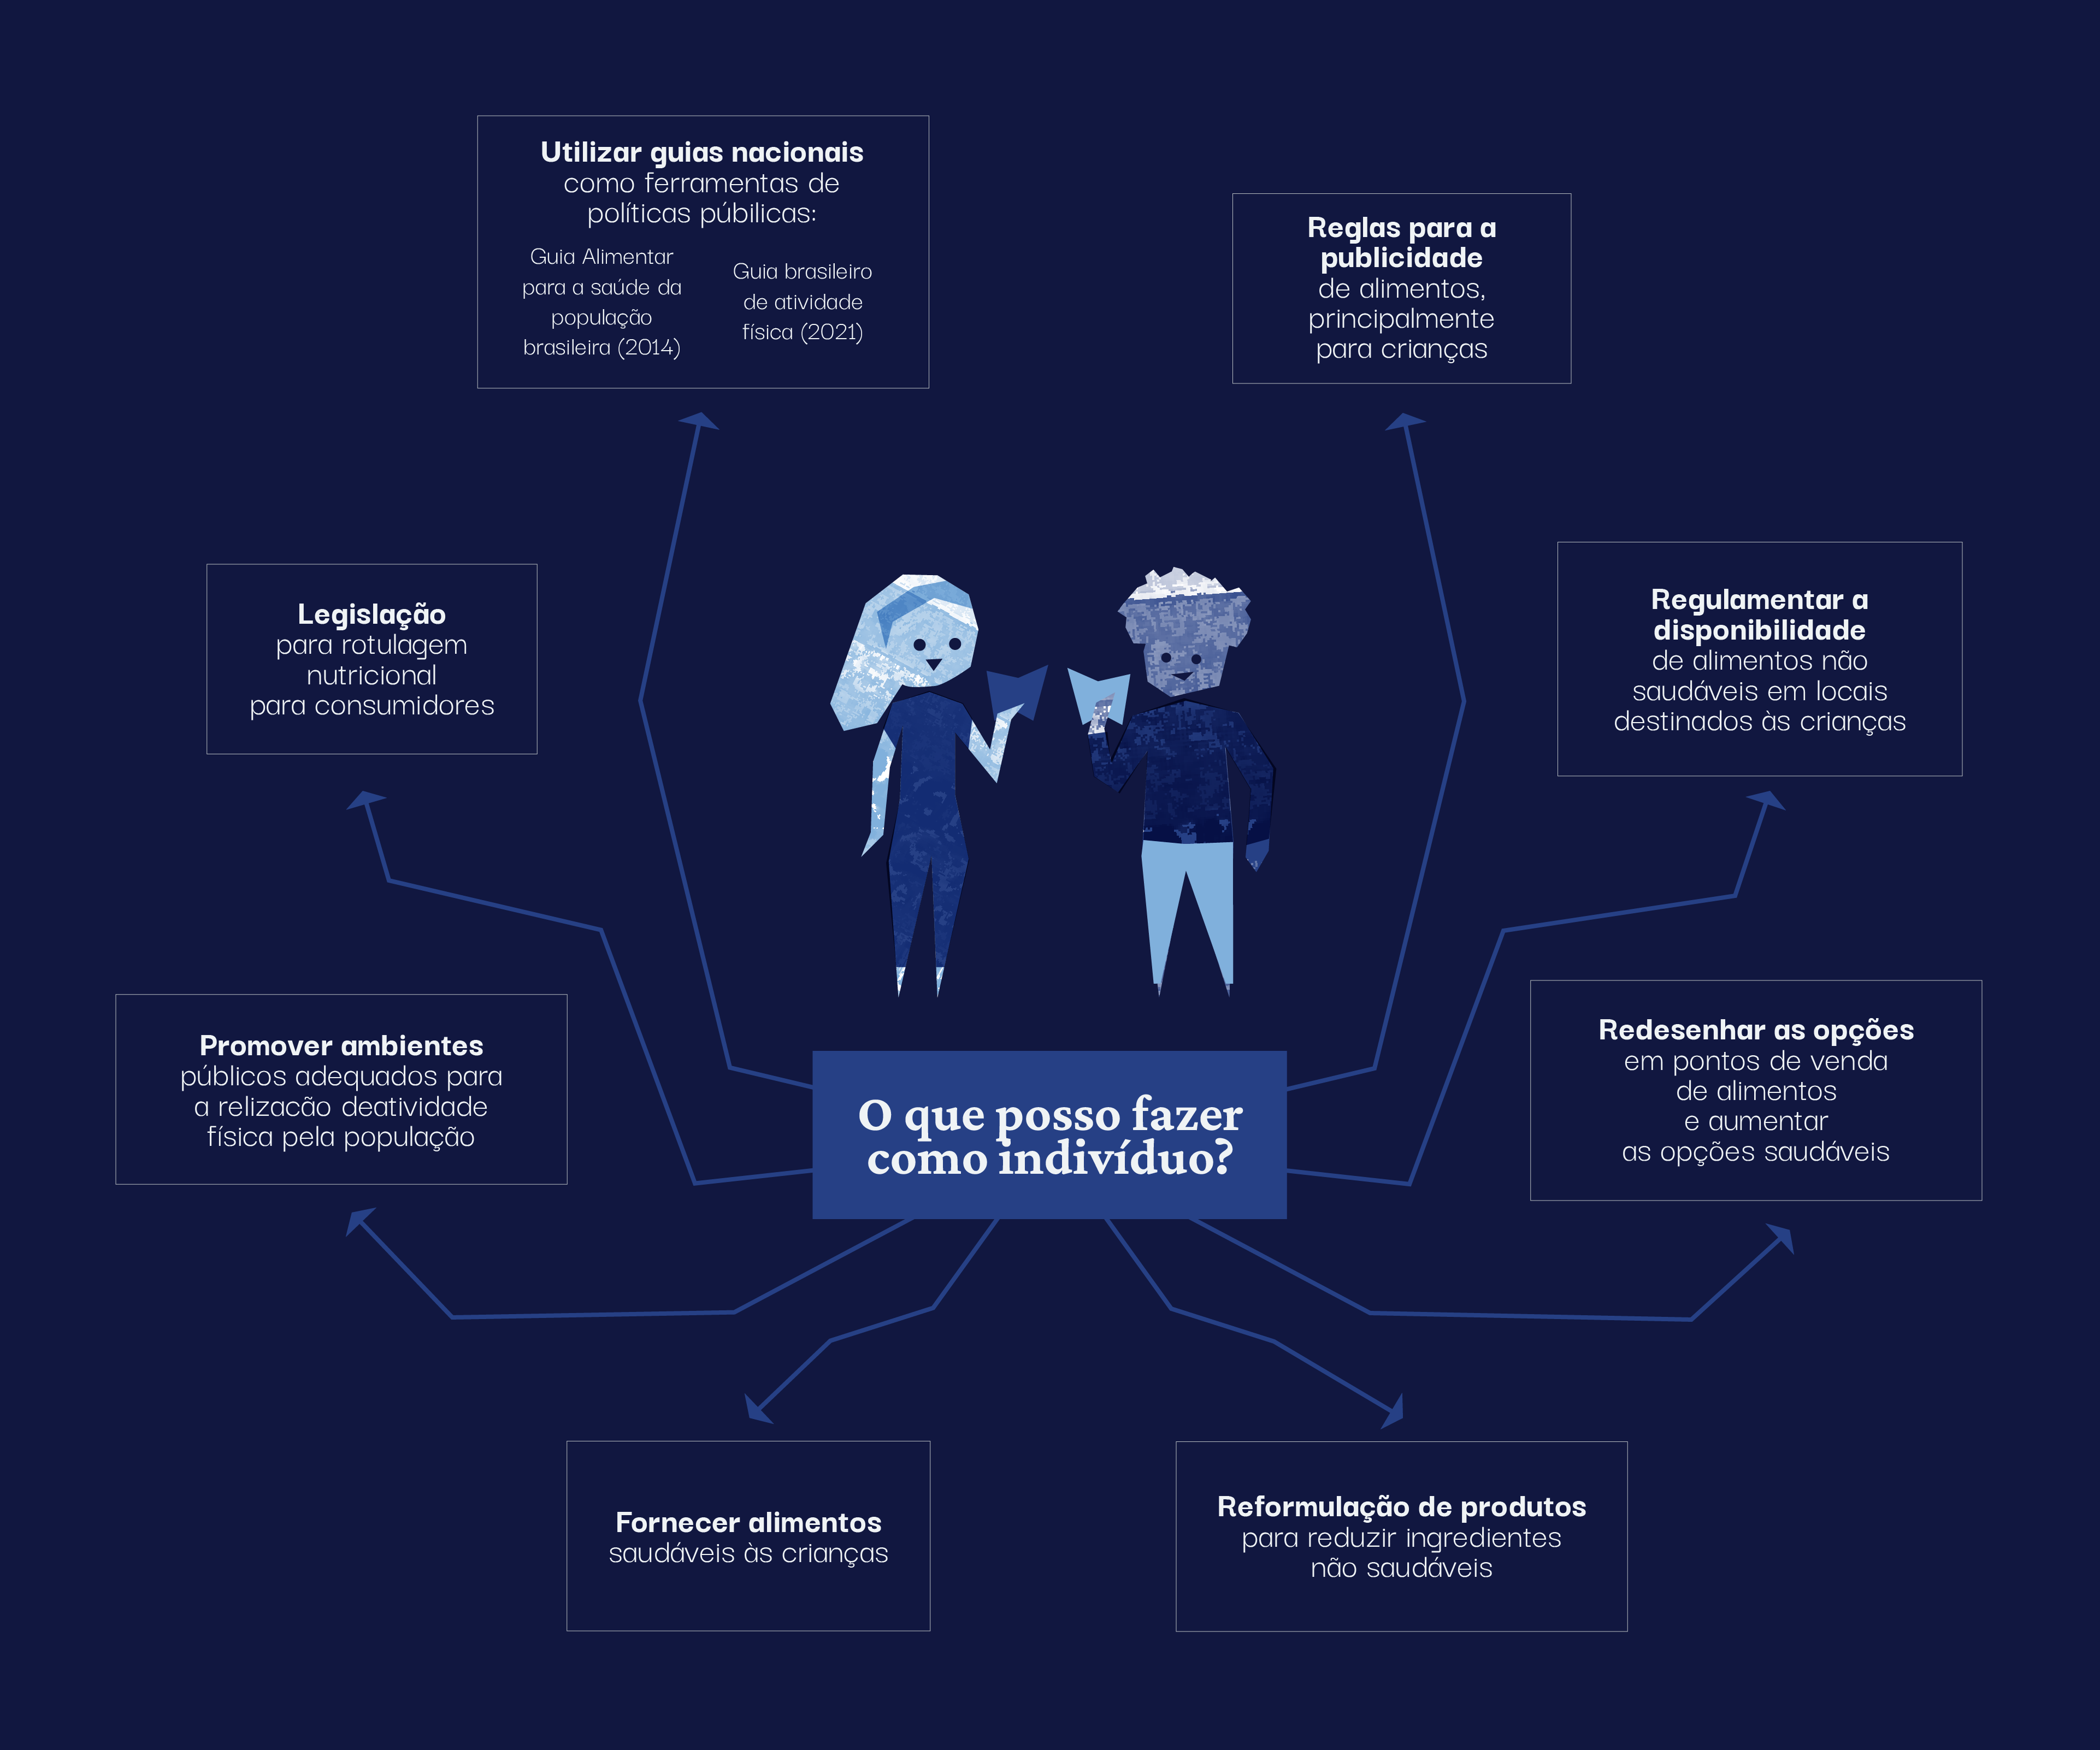 Utilizar guias nacionais
como ferramentas de
políticas púbilicas:
Guia Alimentar
para a saúde da
população
brasileira (2014)
Guia brasileiro
de atividade
física (2021)
Reglas para a
publicidade
de alimentos,
principalmente
para crianças
Legislação
para rotulagem
nutricional
para consumidores
Regulamentar a
disponibilidade
de alimentos não
saudáveis em locais
destinados às crianças
Promover ambientes
públicos adequados para
a relizacão deatividade
física pela população
Redesenhar as opções
em pontos de venda
de alimentos
e aumentar
as opções saudáveis
O que posso fazer
como indivíduo?
Fornecer alimentos
saudáveis às crianças
Reformulação de produtos
para reduzir ingredientes
não saudáveis